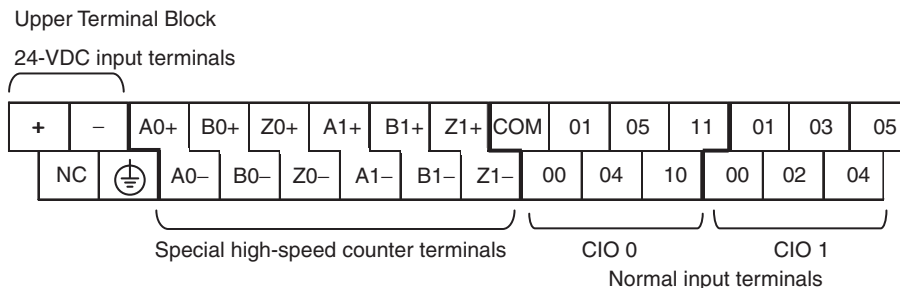 Upper Terminal Block
24-VDC input terminals
+ – A0+ B0+ Z0+ A1+ B1+ Z1+ COM 01 05 11 01 03 05
NC A0– B0– Z0– A1– B1– Z1– 00 04 10 00 02 04
Special high-speed counter terminals CIO 0 CIO 1
Normal input terminals